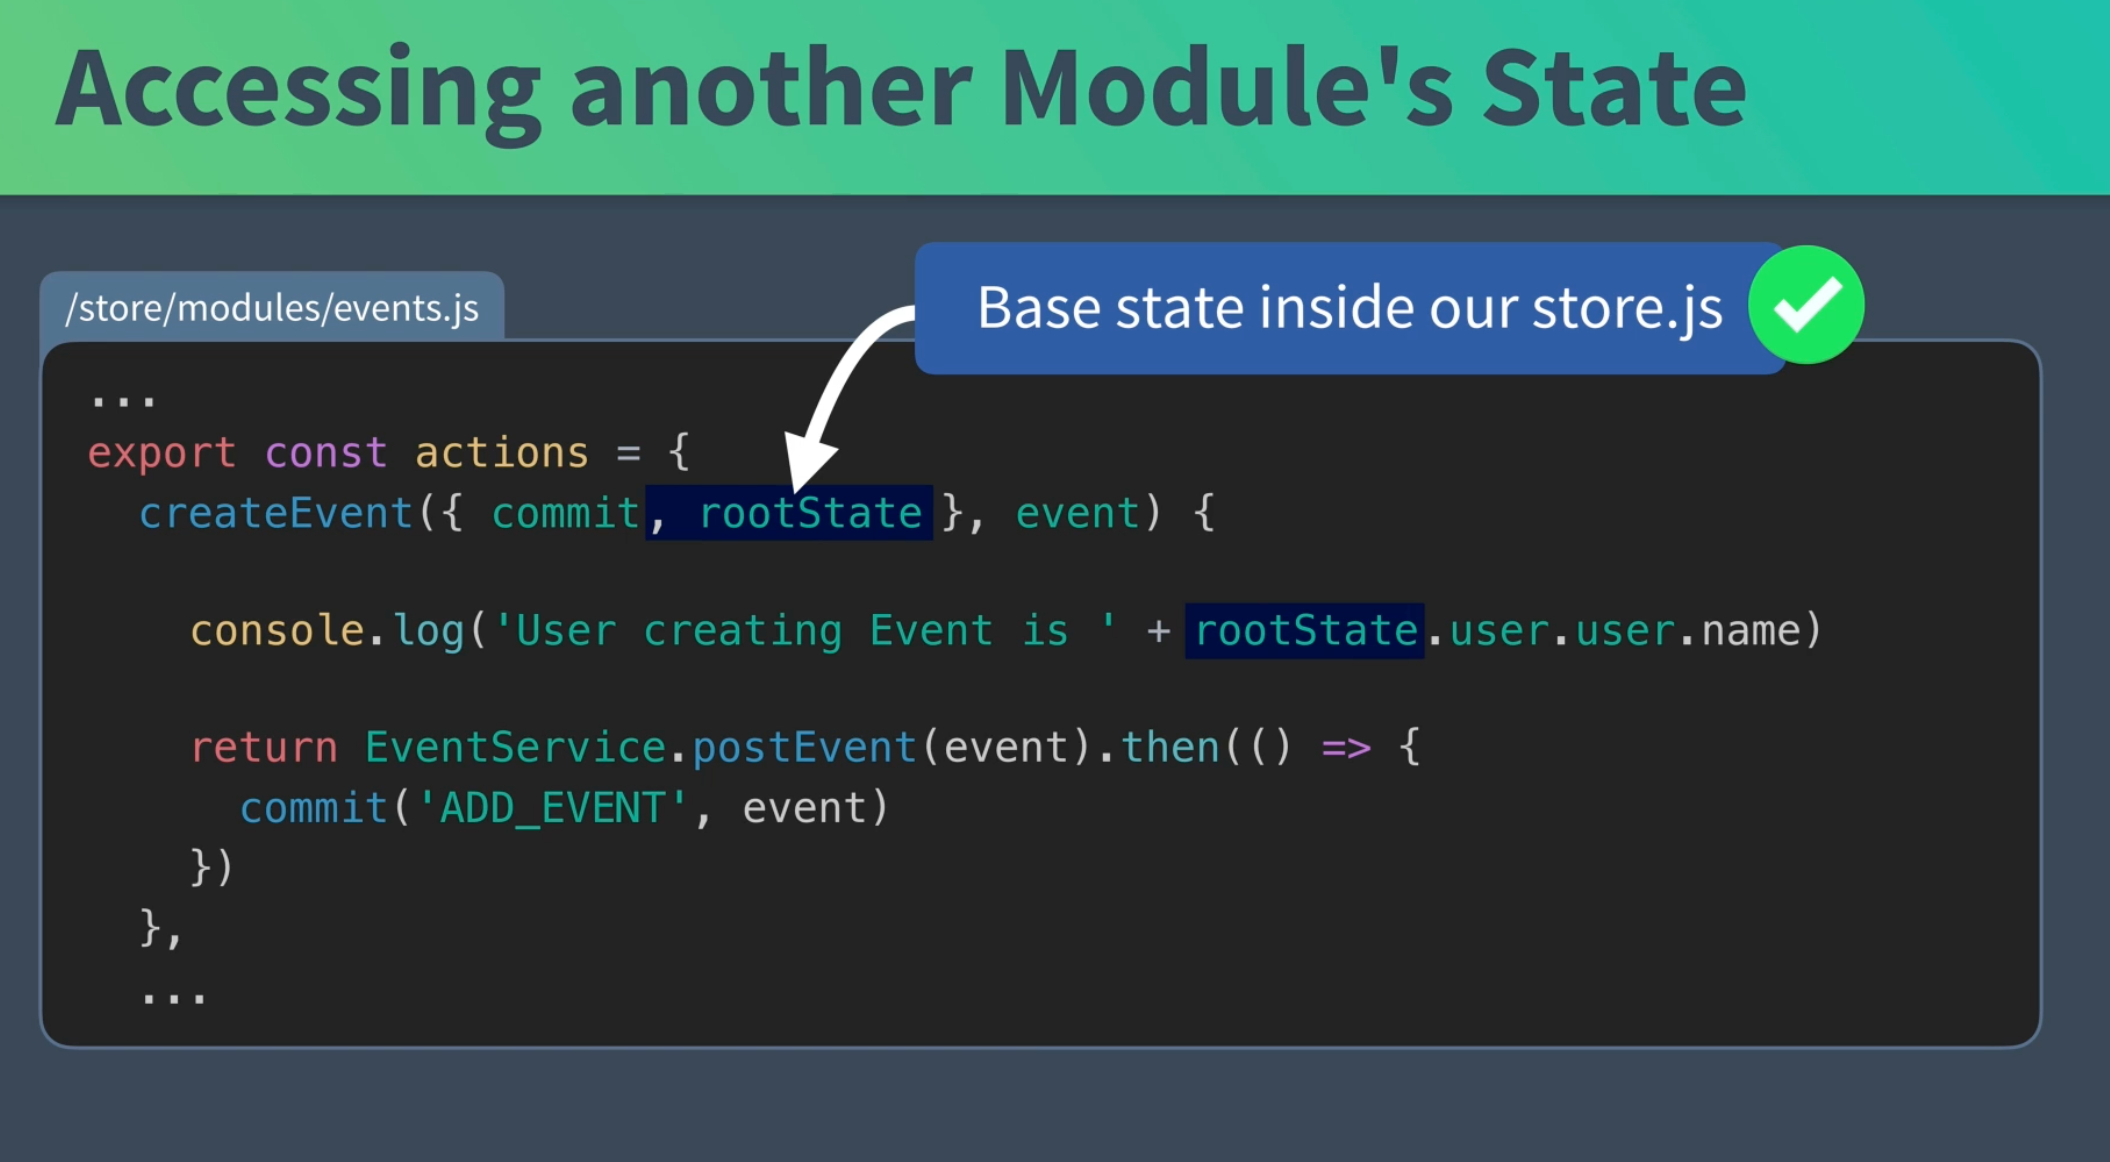 Accessing another Module's State
Base state inside our store.js
/store/modules/events.js
...
export const actions = {
  createEvent({ commit, rootState }, event) {
    console.log('User creating Event is ' + rootState.user.user.name)
    return EventService.postEvent(event).then(() => {
      commit('ADD_EVENT', event)
    })
  },
  ...